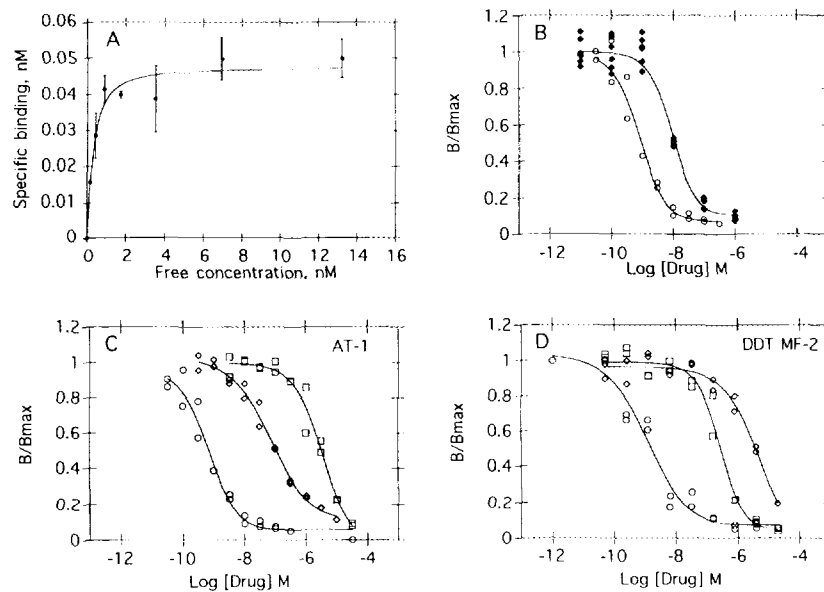 A
Specific binding, nM
0.06
0.05
0.04
0.03
0.02
0.01
0
0 2 4 6 8 10 12 14 16
Free concentration, nM
B
B/Bmax
1.2
1
0.8
0.6
0.4
0.2
0
-12 -10 -8 -6 -4
Log [Drug] M
C
AT-1
B/Bmax
1.2
1
0.8
0.6
0.4
0.2
0
-12 -10 -8 -6 -4
Log [Drug] M
D
DDT MF-2
B/Bmax
1.2
1
0.8
0.6
0.4
0.2
0
-12 -10 -8 -6 -4
Log [Drug] M